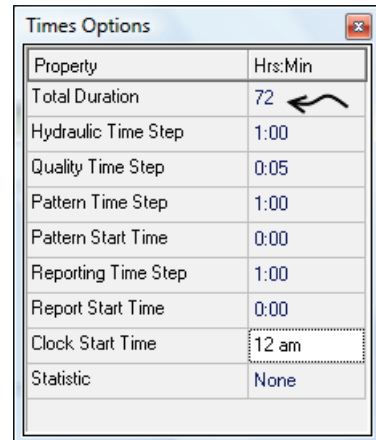 Times Options
Property Hrs:Min
Total Duration 72
Hydraulic Time Step 1:00
Quality Time Step 0:05
Pattern Time Step 1:00
Pattern Start Time 0:00
Reporting Time Step 1:00
Report Start Time 0:00
Clock Start Time 12 am
Statistic None